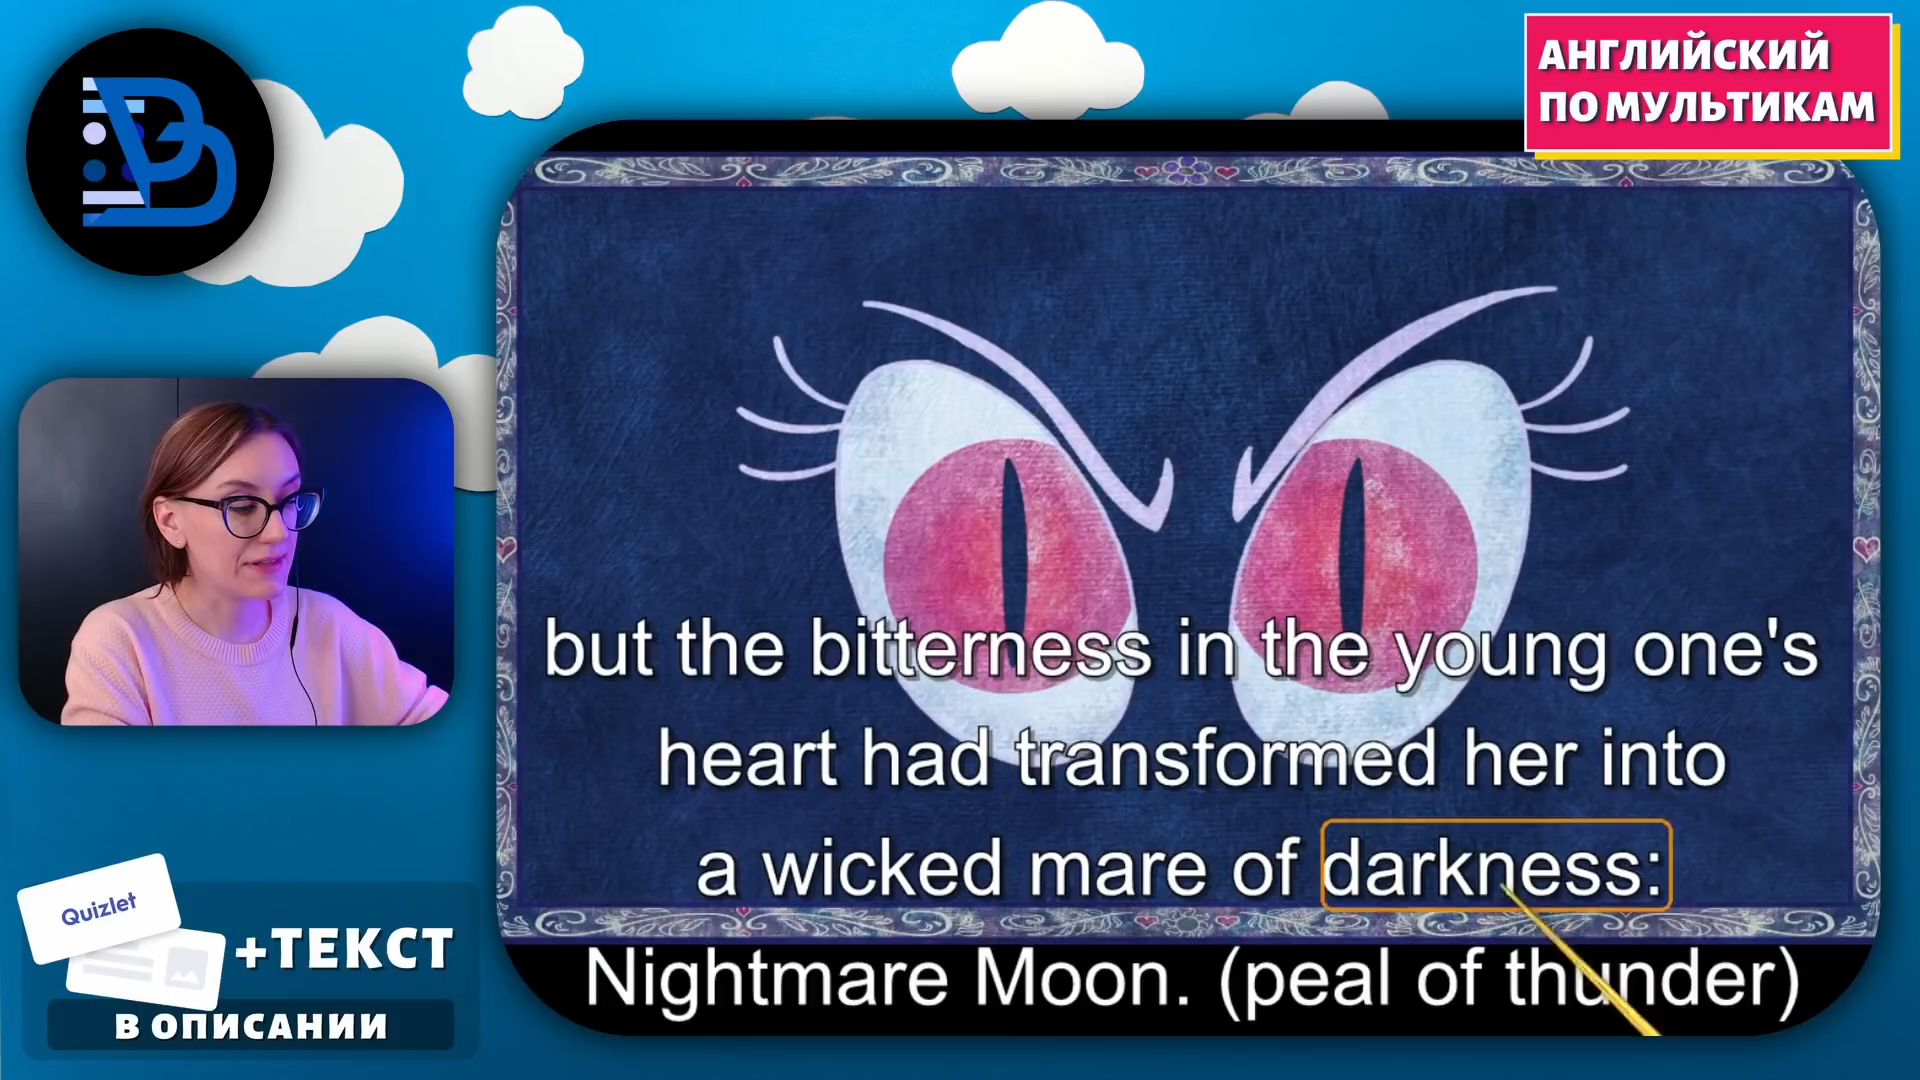 АНГЛИЙСКИЙ
ПО МУЛЬТИКАМ
but the bitterness in the young one's
heart had transformed her into
a wicked mare of darkness:
Nightmare Moon. (peal of thunder)
Quizlet
+ТЕКСТ
В ОПИСАНИИ